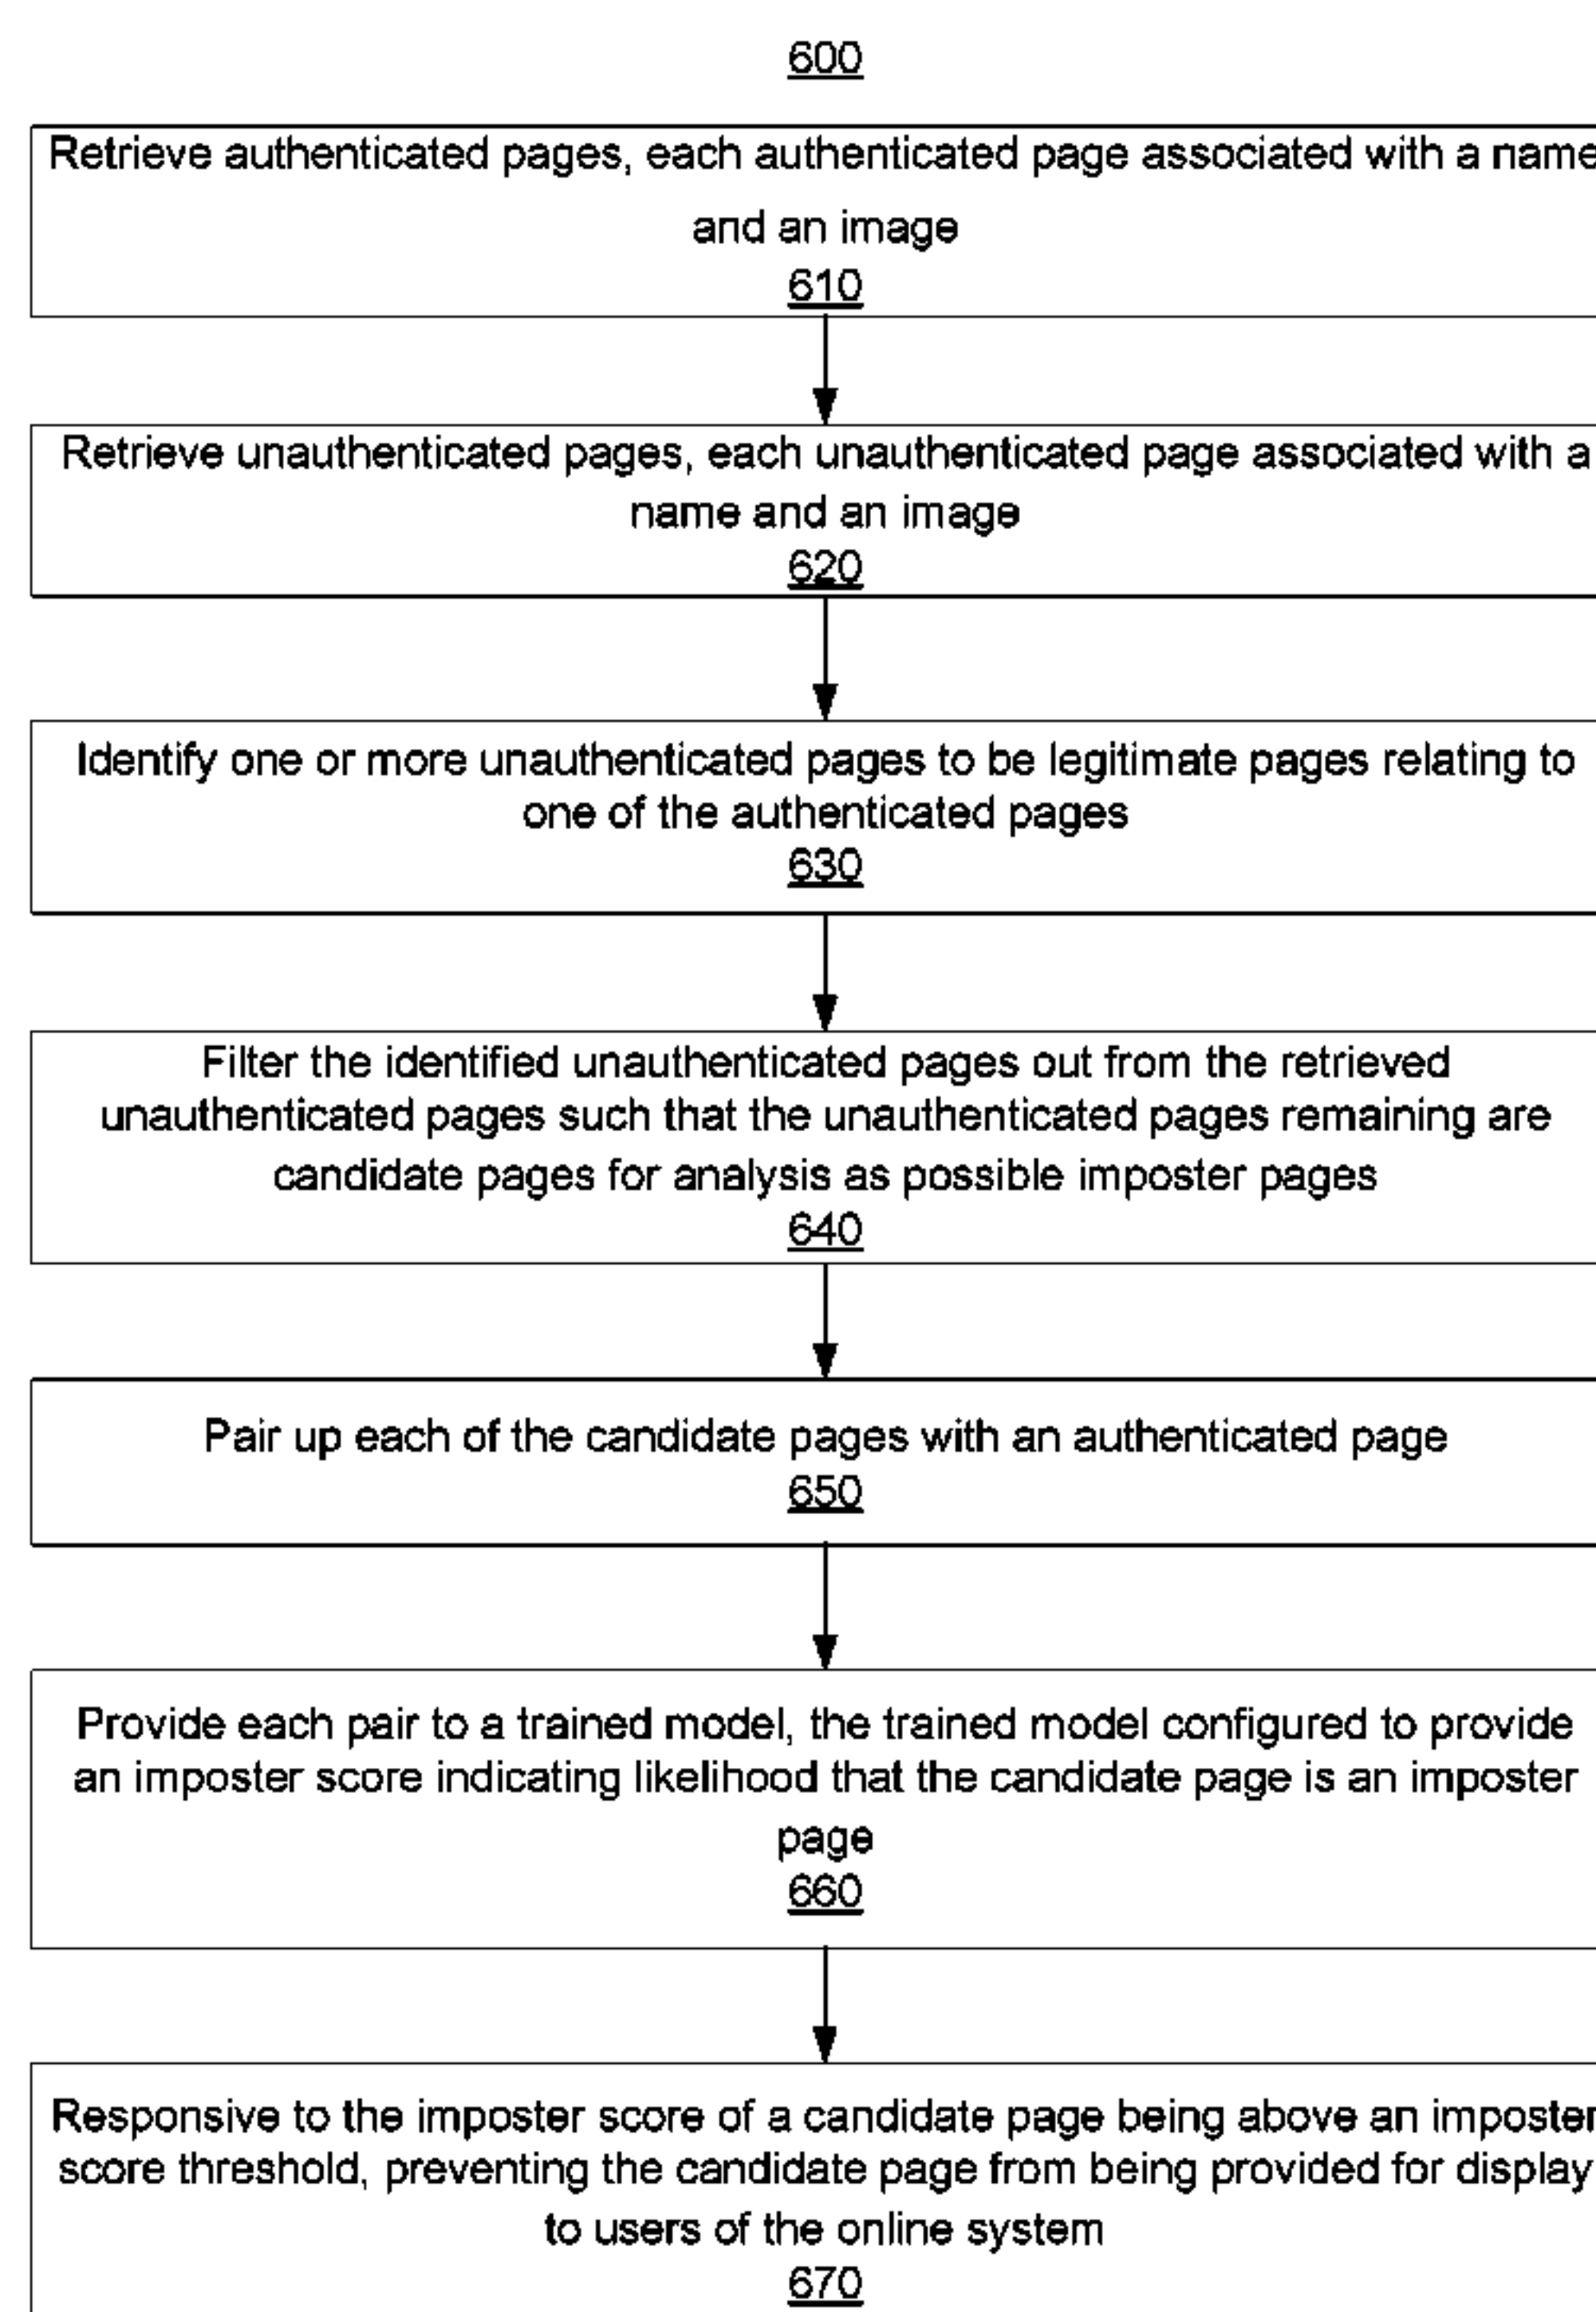 600
Retrieve authenticated pages, each authenticated page associated with a name
and an image
610
Retrieve unauthenticated pages, each unauthenticated page associated with a
name and an image
620
Identify one or more unauthenticated pages to be legitimate pages relating to
one of the authenticated pages
630
Filter the identified unauthenticated pages out from the retrieved
unauthenticated pages such that the unauthenticated pages remaining are
candidate pages for analysis as possible imposter pages
640
Pair up each of the candidate pages with an authenticated page
650
Provide each pair to a trained model, the trained model configured to provide
an imposter score indicating likelihood that the candidate page is an imposter
page
660
Responsive to the imposter score of a candidate page being above an imposter
score threshold, preventing the candidate page from being provided for display
to users of the online system
670